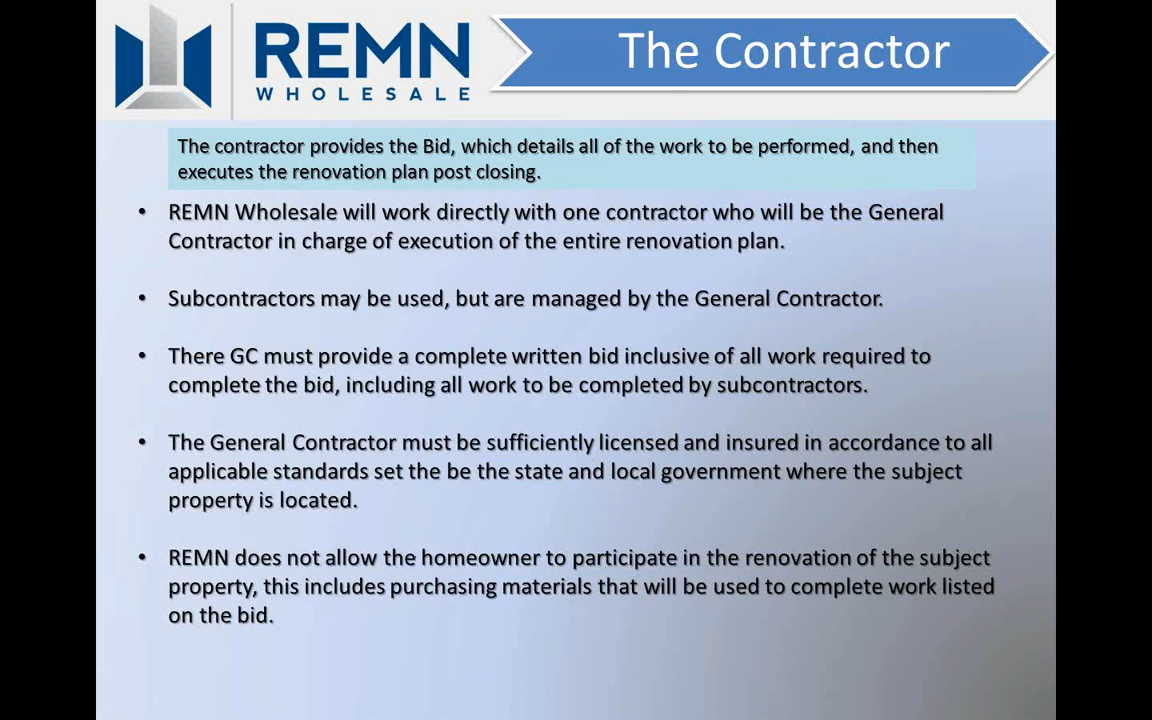 REMN
WHOLESALE
The Contractor
The contractor provides the Bid, which details all of the work to be performed, and then
executes the renovation plan post closing.
• REMN Wholesale will work directly with one contractor who will be the General
Contractor in charge of execution of the entire renovation plan.
• Subcontractors may be used, but are managed by the General Contractor.
• There GC must provide a complete written bid inclusive of all work required to
complete the bid, including all work to be completed by subcontractors.
• The General Contractor must be sufficiently licensed and insured in accordance to all
applicable standards set the be the state and local government where the subject
property is located.
• REMN does not allow the homeowner to participate in the renovation of the subject
property, this includes purchasing materials that will be used to complete work listed
on the bid.